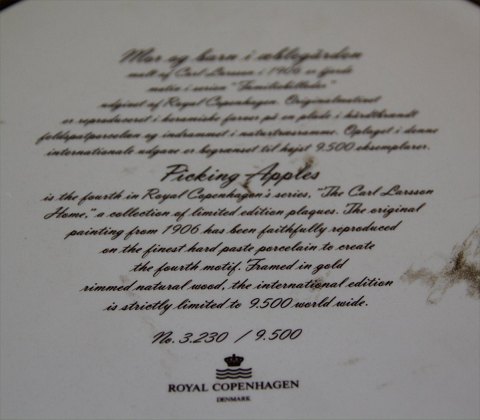 Mor og barn i æblegården
malt af Carl Larsson i 1906 er fjerde
motiv i serien "Familiebilleder"
udgivet af Royal Copenhagen. Originalmotivet
er reproduceret i keramiske farver på en plade i hårdtbrændt
feldspatporcelæn og indrammet i naturtræsramme. Oplaget i denne
internationale udgave er begrænset til højst 9.500 eksemplarer.
Picking Apples
is the fourth in Royal Copenhagen's series, "The Carl Larsson
Home," a collection of limited edition plaques. The original
painting from 1906 has been faithfully reproduced
on the finest hard paste porcelain to create
the fourth motif. Framed in gold
rimmed natural wood, the international edition
is strictly limited to 9.500 world wide.
No. 3.230 / 9.500
ROYAL COPENHAGEN
DENMARK